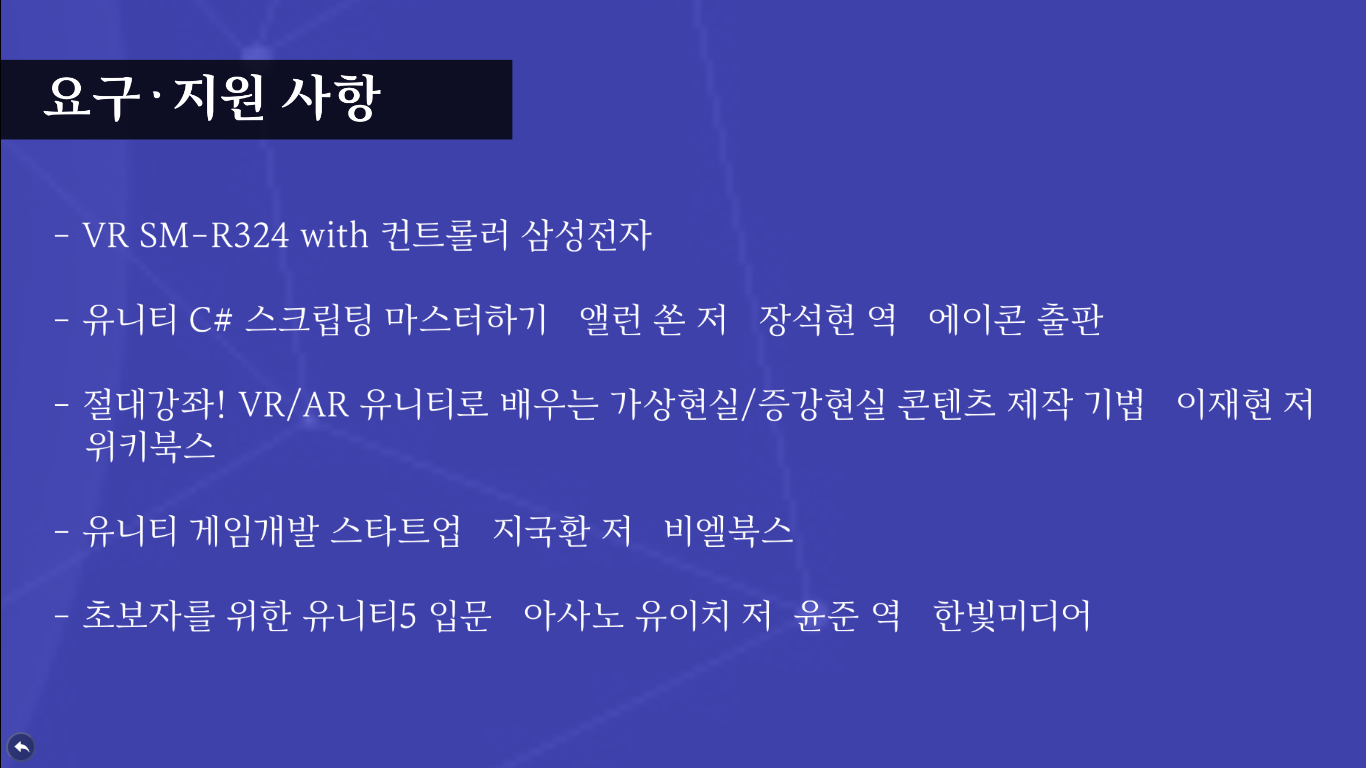 요구·지원 사항
- VR SM-R324 with 컨트롤러 삼성전자
- 유니티 C# 스크립팅 마스터하기 앨런 쏜 저 장석현 역 에이콘 출판
- 절대강좌! VR/AR 유니티로 배우는 가상현실/증강현실 콘텐츠 제작 기법 이재현 저
위키북스
- 유니티 게임개발 스타트업 지국환 저 비엘북스
- 초보자를 위한 유니티5 입문 아사노 유이치 저 윤준 역 한빛미디어